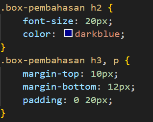 .box-pembahasan h2 {
font-size: 20px;
color: darkblue;
}
.box-pembahasan h3, p {
margin-top: 10px;
margin-bottom: 12px;
padding: 0 20px;
}